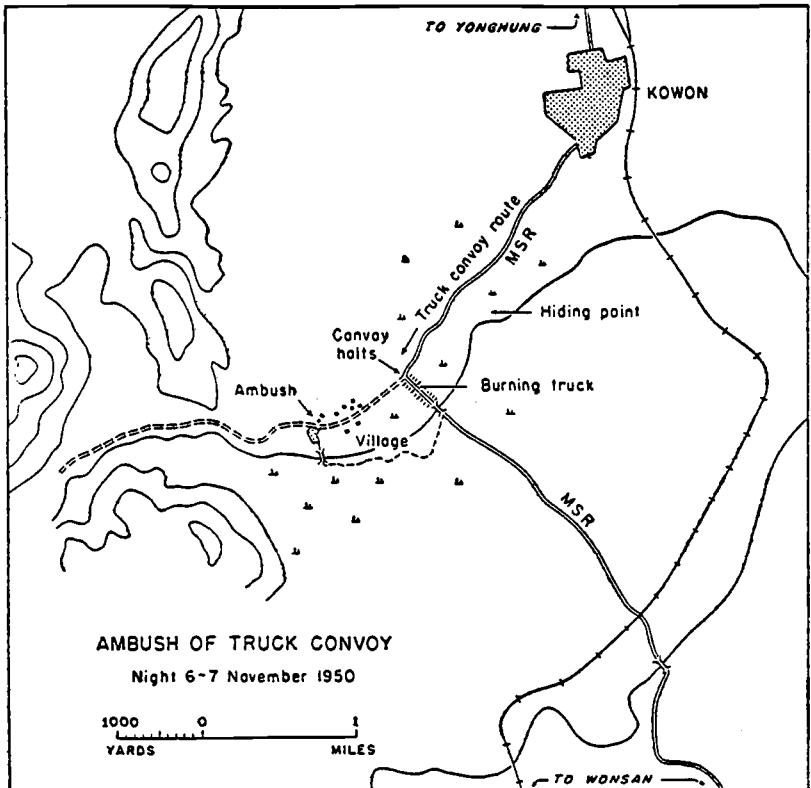 TO YONGHUNG
KOWON
Truck convoy route
MSR
Hiding point
Convoy
halts
Burning truck
Ambush
Village
MSR
AMBUSH OF TRUCK CONVOY
Night 6-7 November 1950
1000 0 1
YARDS MILES
TO WONSAN